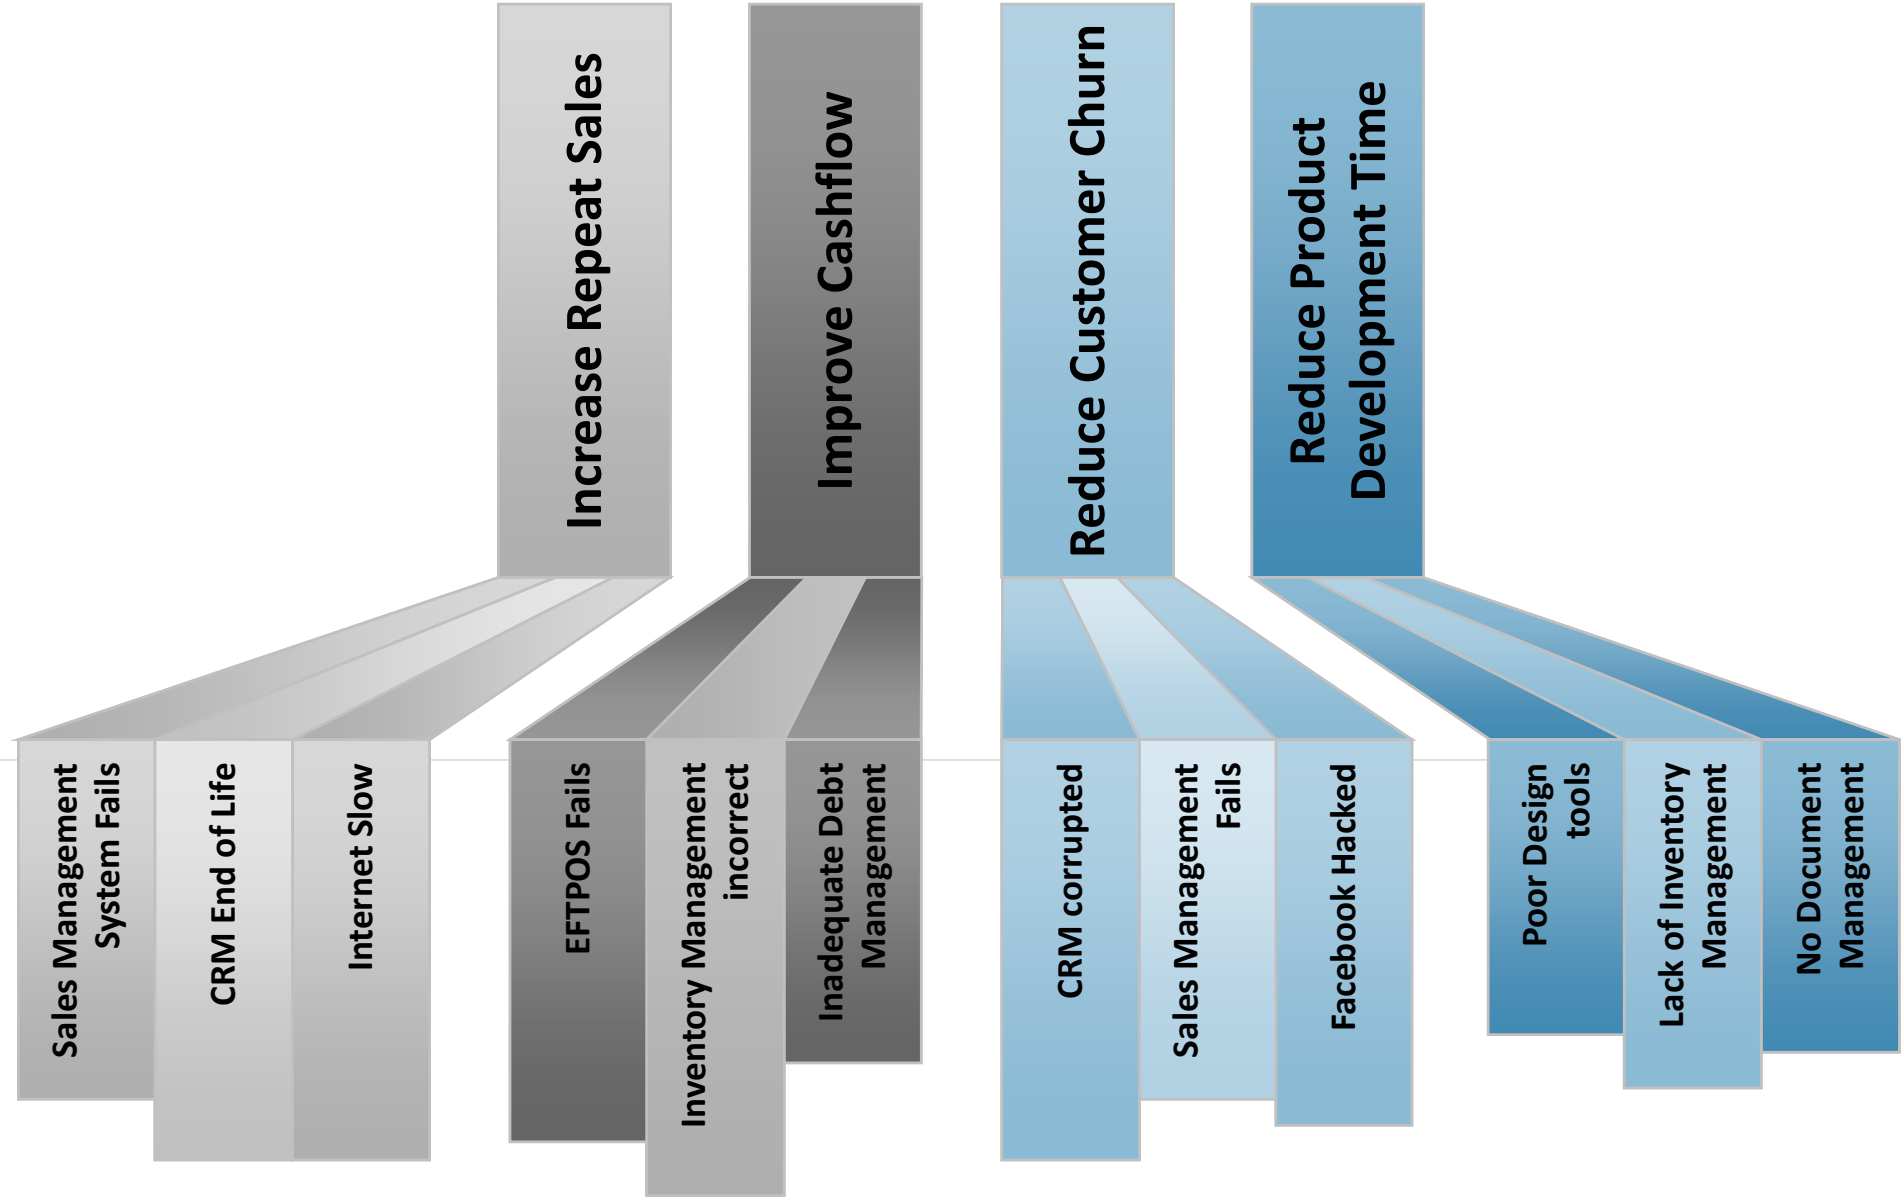 Increase Repeat Sales
Improve Cashflow
Reduce Customer Churn
Reduce Product
Development Time
Sales Management
System Fails
CRM End of Life
Internet Slow
EFTPOS Fails
Inventory Management
incorrect
Inadequate Debt
Management
CRM corrupted
Sales Management
Fails
Facebook Hacked
Poor Design
tools
Lack of Inventory
Management
No Document
Management